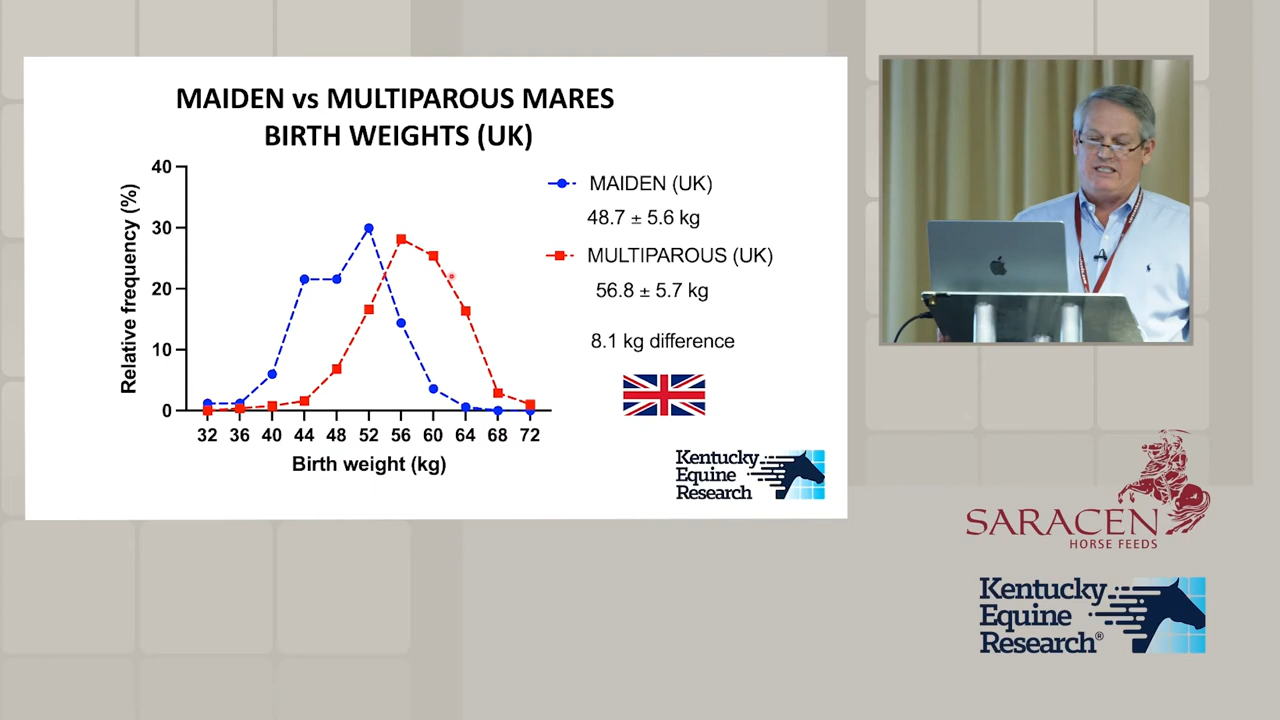 MAIDEN vs MULTIPAROUS MARES
BIRTH WEIGHTS (UK)
40
30
20
10
0
Relative frequency (%)
32 36 40 44 48 52 56 60 64 68 72
Birth weight (kg)
MAIDEN (UK)
48.7 ± 5.6 kg
MULTIPAROUS (UK)
56.8 ± 5.7 kg
8.1 kg difference
Kentucky
Equine
Research
SARACEN
HORSE FEEDS
Kentucky
Equine
Research®